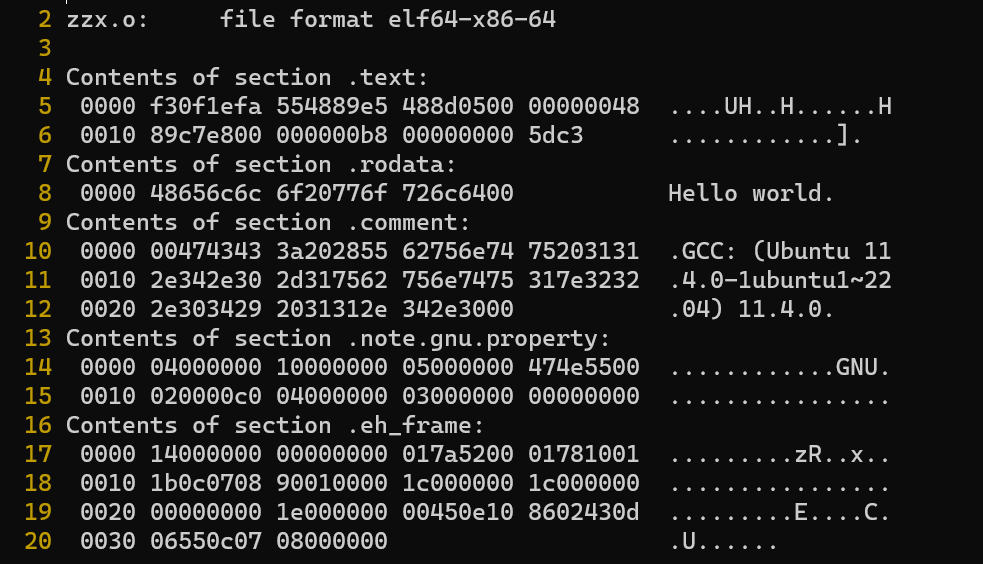 2 zzx.o:     file format elf64-x86-64
3
4 Contents of section .text:
5  0000 f30f1efa 554889e5 488d0500 00000048  ....UH..H......H
6  0010 89c7e800 000000b8 00000000 5dc3      ............].
7 Contents of section .rodata:
8  0000 48656c6c 6f20776f 726c6400           Hello world.
9 Contents of section .comment:
10  0000 00474343 3a202855 62756e74 75203131  .GCC: (Ubuntu 11
11  0010 2e342e30 2d317562 756e7475 317e3232  .4.0-1ubuntu1~22
12  0020 2e303429 2031312e 342e3000           .04) 11.4.0.
13 Contents of section .note.gnu.property:
14  0000 04000000 10000000 05000000 474e5500  ............GNU.
15  0010 020000c0 04000000 03000000 00000000  ................
16 Contents of section .eh_frame:
17  0000 14000000 00000000 017a5200 01781001  .........zR..x..
18  0010 1b0c0708 90010000 1c000000 1c000000  ................
19  0020 00000000 1e000000 00450e10 8602430d  .........E....C.
20  0030 06550c07 08000000                    .U......